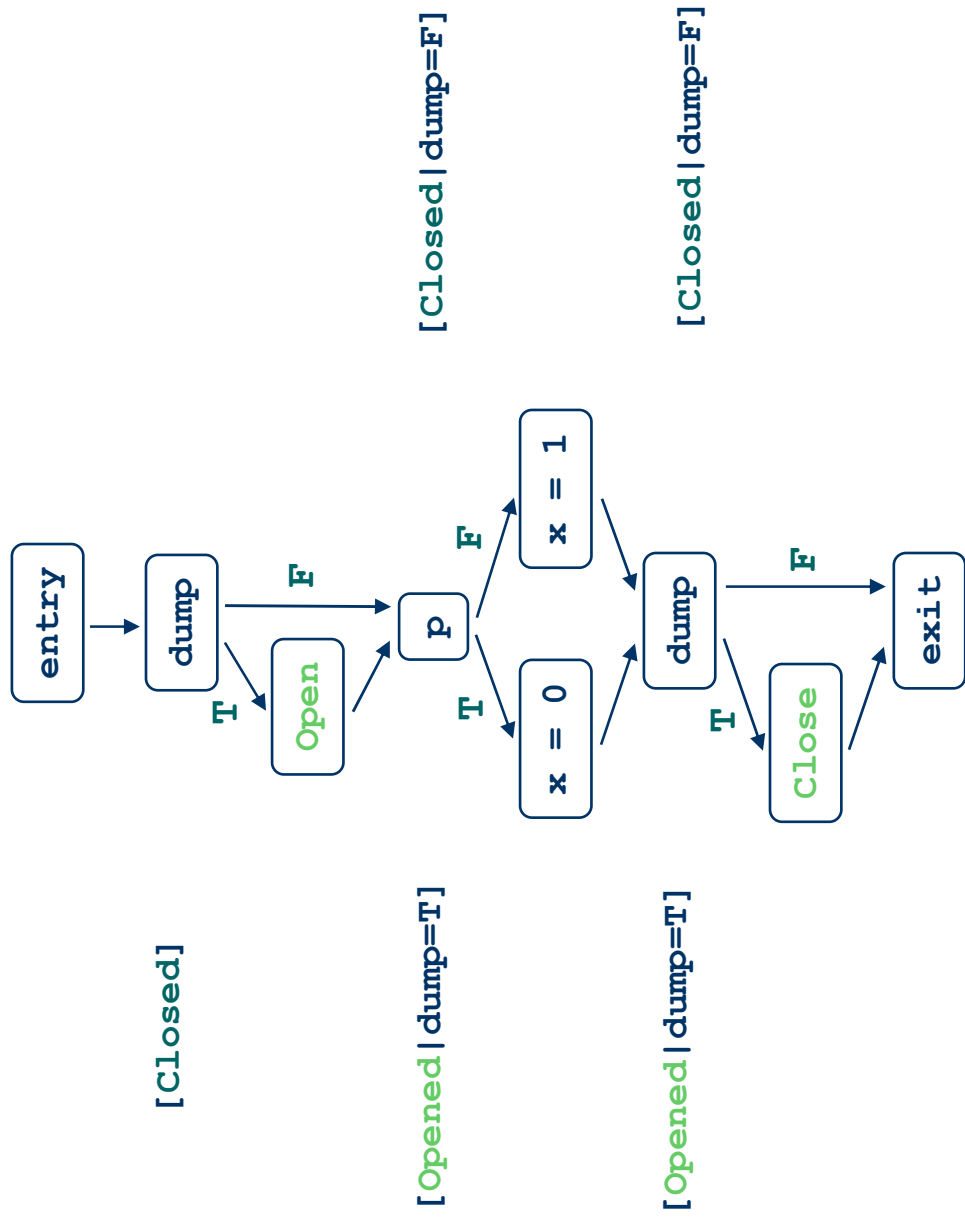 entry
[Closed]
dump
T
F
Open
[Opened|dump=T]
p
[Closed|dump=F]
T
F
x = 0
x = 1
[Opened|dump=T]
dump
[Closed|dump=F]
T
F
Close
exit